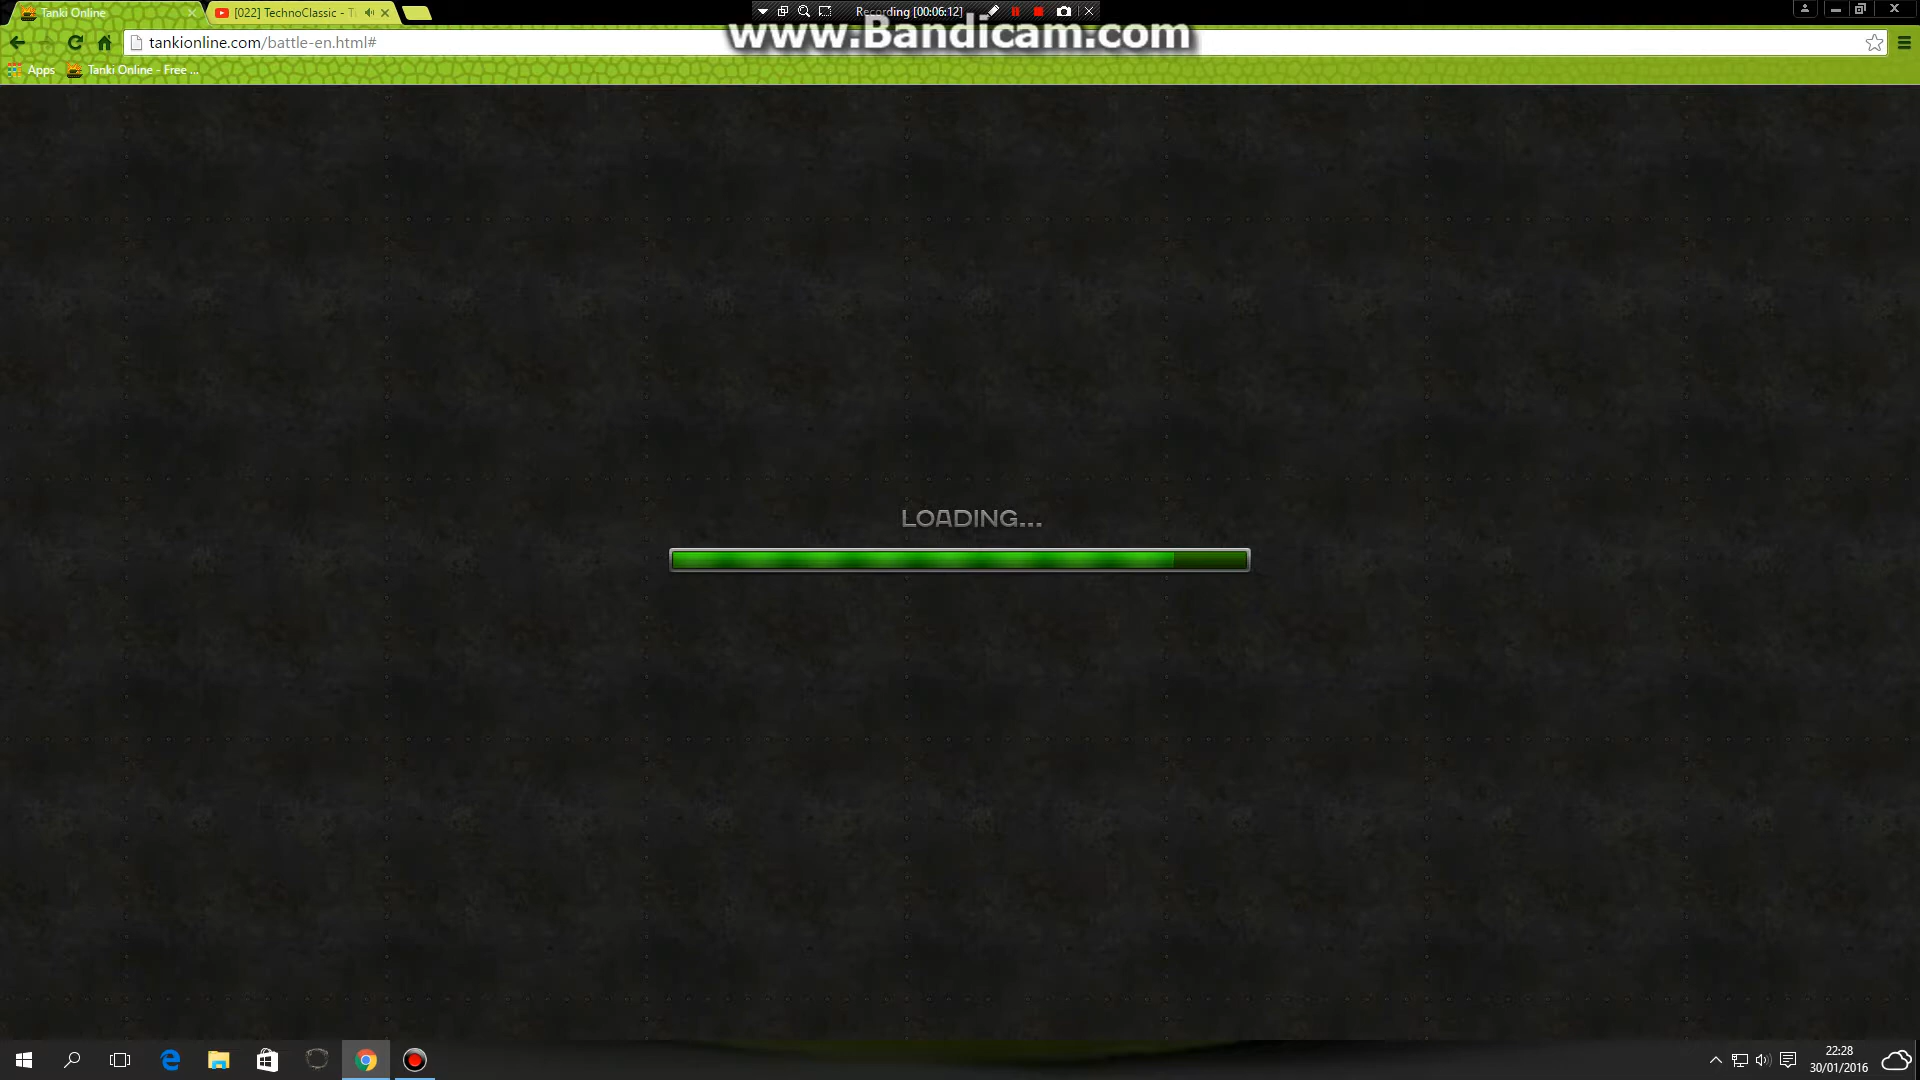 Tanki Online
[022] TechnoClassic - T
Recording [00:06:12]
www.Bandicam.com
tankionline.com/battle-en.html#
Apps
Tanki Online - Free ...
LOADING...
22:28
30/01/2016